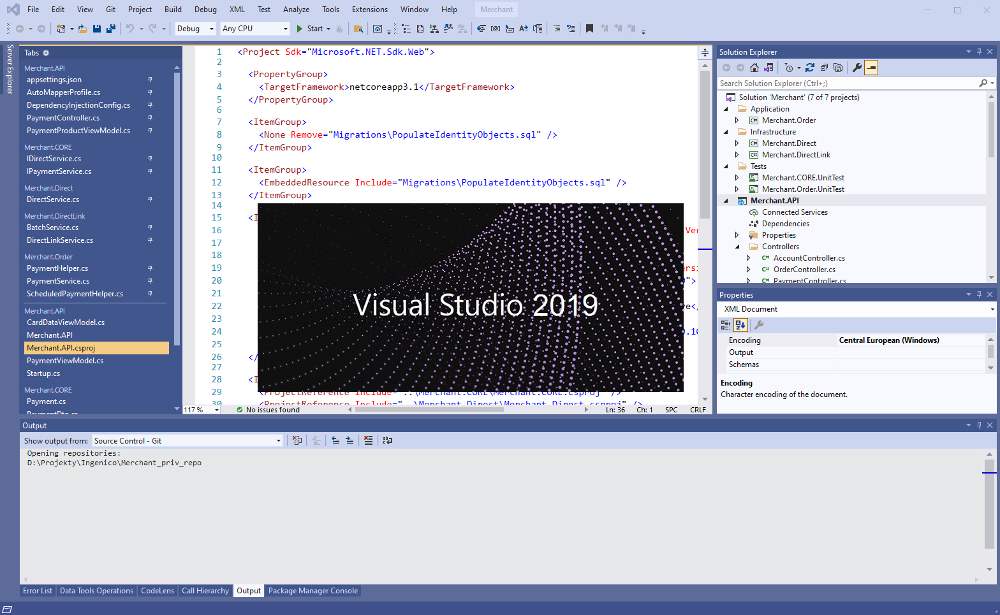 File Edit View Git Project Build Debug XML Test Analyze Tools Extensions Window Help Merchant
Debug Any CPU Start
Server Explorer
Tabs
Merchant.API
appsettings.json
AutoMapperProfile.cs
DependencyInjectionConfig.cs
PaymentController.cs
PaymentProductViewModel.cs
Merchant.CORE
IDirectService.cs
IPaymentService.cs
Merchant.Direct
DirectService.cs
Merchant.DirectLink
BatchService.cs
DirectLinkService.cs
Merchant.Order
PaymentHelper.cs
PaymentService.cs
ScheduledPaymentHelper.cs
Merchant.API
CardDataViewModel.cs
Merchant.API
Merchant.API.csproj
PaymentViewModel.cs
Startup.cs
Merchant.CORE
Payment.cs
PaymentDto.cs
1 <Project Sdk="Microsoft.NET.Sdk.Web">
2
3 <PropertyGroup>
4 <TargetFramework>netcoreapp3.1</TargetFramework>
5 </PropertyGroup>
6
7 <ItemGroup>
8 <None Remove="Migrations\PopulateIdentityObjects.sql" />
9 </ItemGroup>
10
11 <ItemGroup>
12 <EmbeddedResource Include="Migrations\PopulateIdentityObjects.sql" />
13 </ItemGroup>
14
15 <I
16 Ver
17
18
19 ersi
20 "> 
21
22 e</
23
24 .10
25
26 </
27
28 <I
29 <ProjectReference Include="..\Merchant.CORE\Merchant.CORE.csproj" />
30 <ProjectReference Include="..\Merchant.Direct\Merchant.Direct.csproj" />
Visual Studio 2019
117 % No issues found Ln: 36 Ch: 1 SPC CRLF
Solution Explorer
Search Solution Explorer (Ctrl+;)
Solution 'Merchant' (7 of 7 projects)
Application
Merchant.Order
Infrastructure
Merchant.Direct
Merchant.DirectLink
Tests
Merchant.CORE.UnitTest
Merchant.Order.UnitTest
Merchant.API
Connected Services
Dependencies
Properties
Controllers
AccountController.cs
OrderController.cs
PaymentController.cs
Properties
XML Document
Encoding Central European (Windows)
Output
Schemas
Encoding
Character encoding of the document.
Output
Show output from: Source Control - Git
Opening repositories:
D:\Projekty\Ingenico\Merchant_priv_repo
Error List Data Tools Operations CodeLens Call Hierarchy Output Package Manager Console